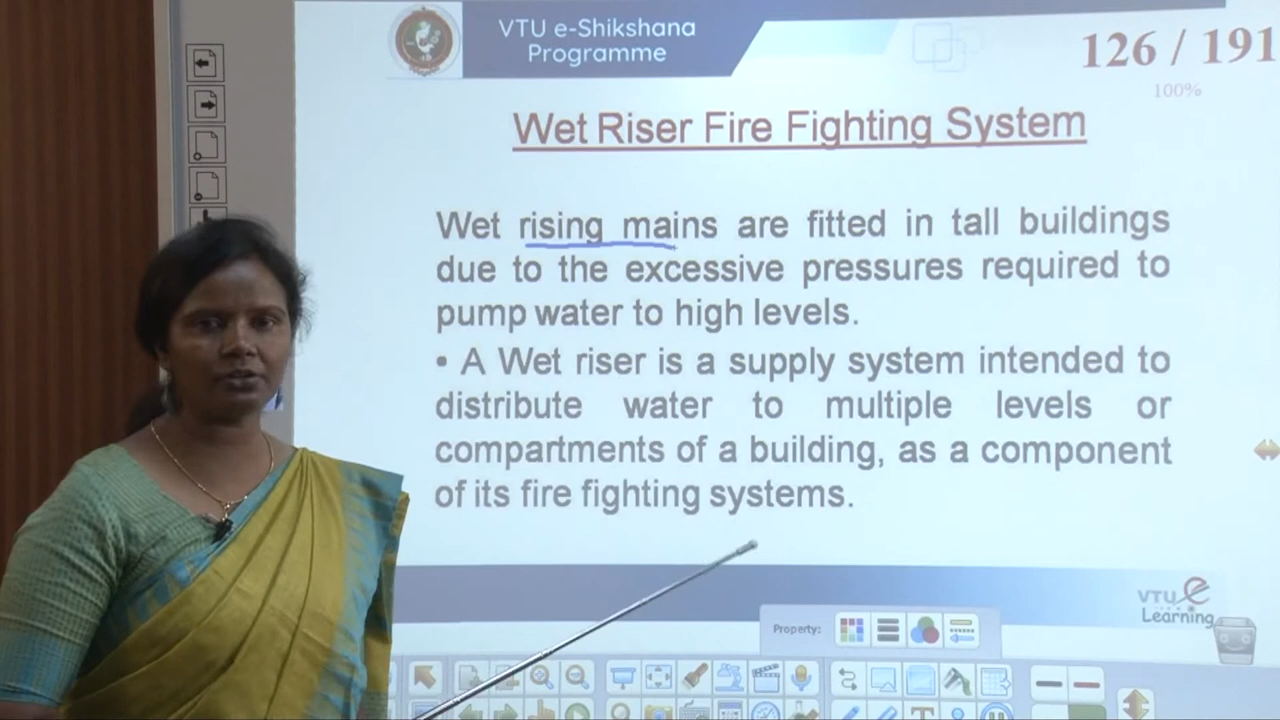 VTU e-Shikshana
Programme
126 / 191
100%
Wet Riser Fire Fighting System
Wet rising mains are fitted in tall buildings
due to the excessive pressures required to
pump water to high levels.
• A Wet riser is a supply system intended to
distribute water to multiple levels or
compartments of a building, as a component
of its fire fighting systems.
VTU e
Learning
Property: